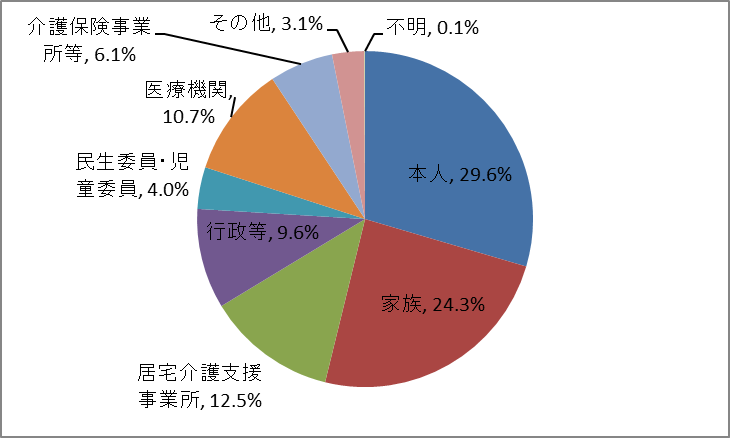 本人, 29.6%
家族, 24.3%
居宅介護支援
事業所, 12.5%
行政等, 9.6%
民生委員・児
童委員, 4.0%
医療機関,
10.7%
介護保険事業
所等, 6.1%
その他, 3.1%
不明, 0.1%